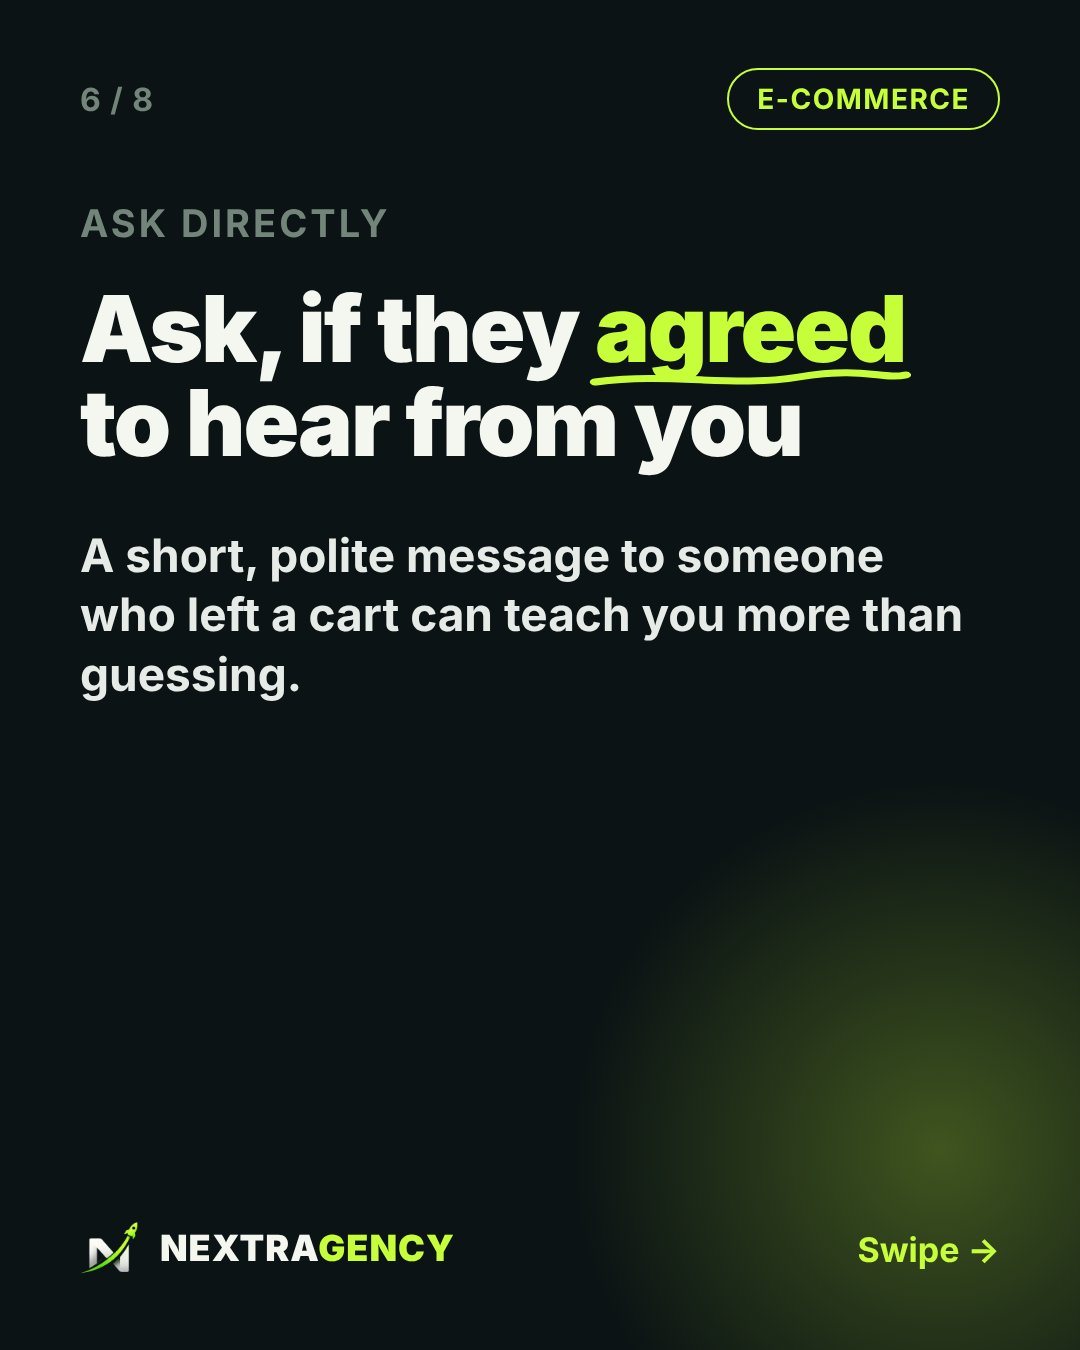 6 / 8
E-COMMERCE
ASK DIRECTLY
Ask, if they agreed
to hear from you
A short, polite message to someone
who left a cart can teach you more than
guessing.
NEXTRAGENCY
Swipe →